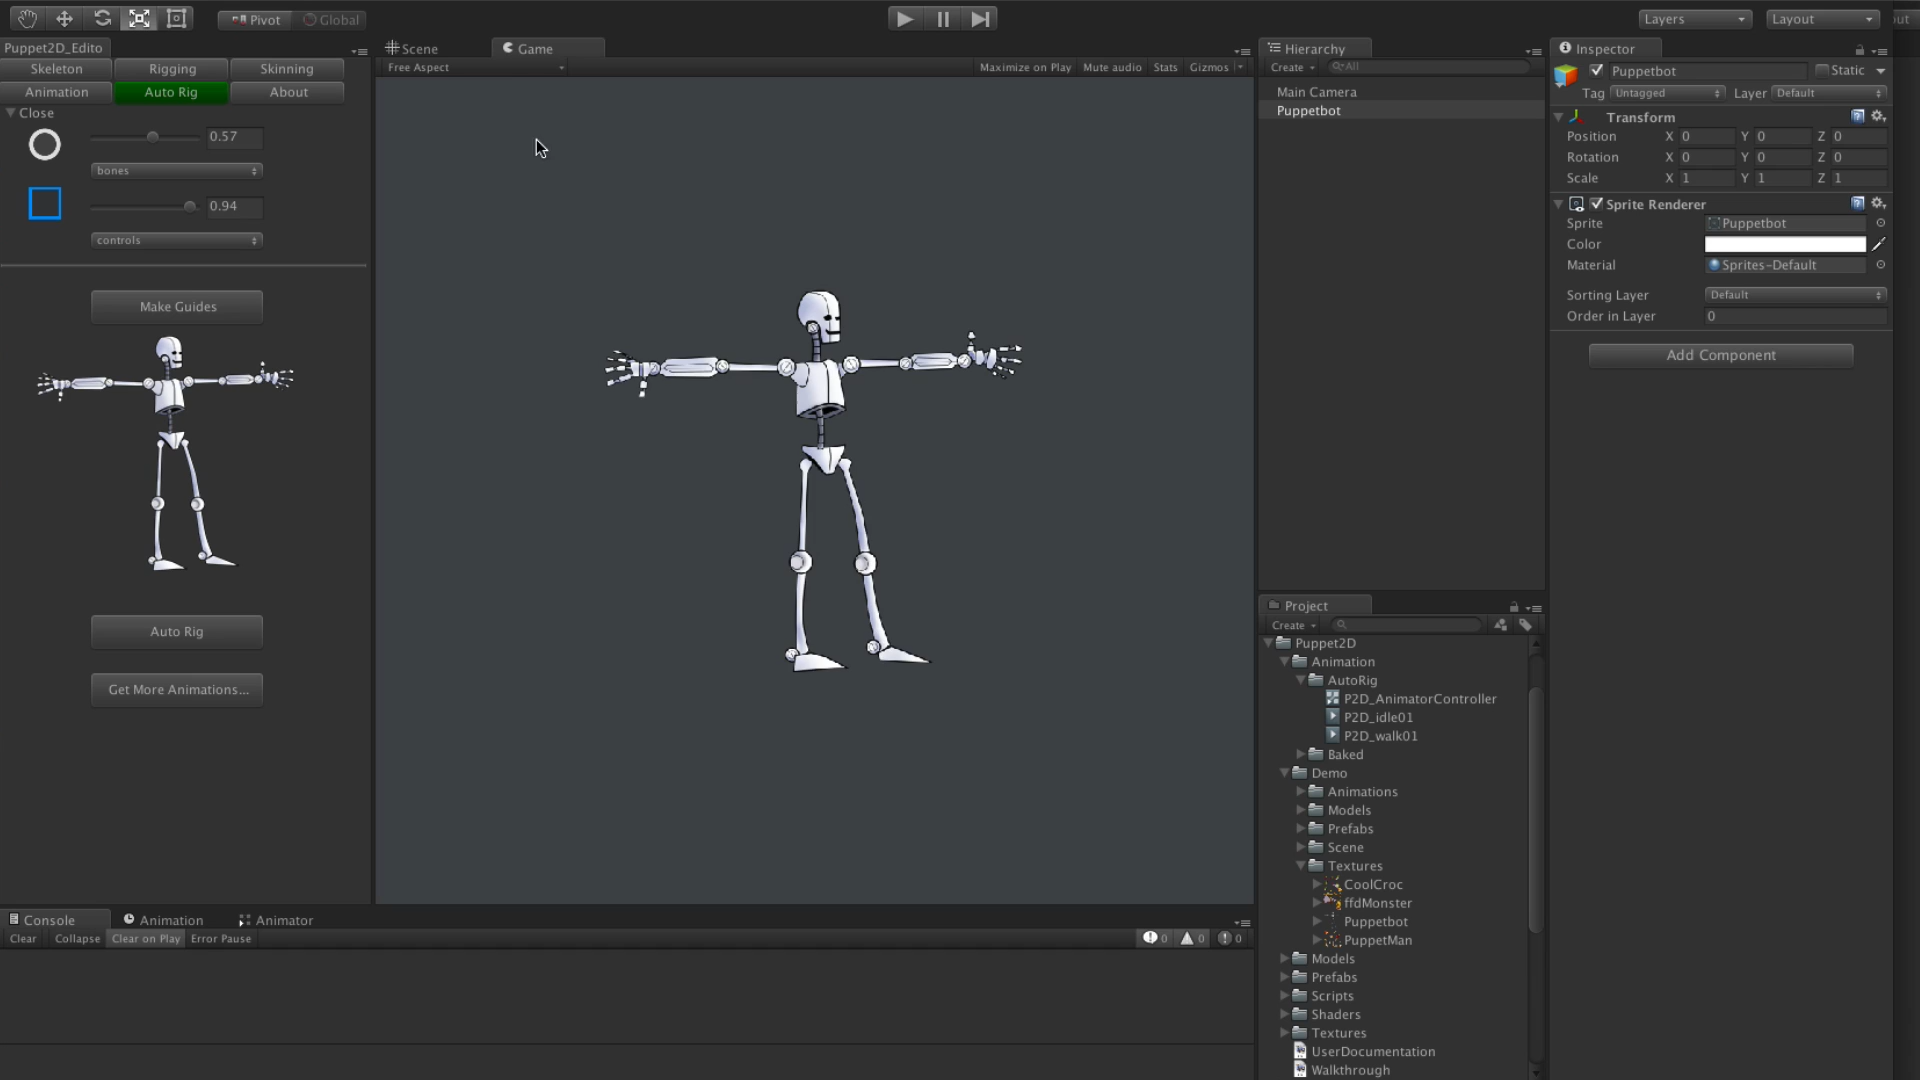 Pivot Global
Layers Layout out
Puppet2D_Edito
Skeleton Rigging Skinning
Animation Auto Rig About
Close
0.57
bones
0.94
controls
Make Guides
Auto Rig
Get More Animations...
Scene Game
Free Aspect Maximize on Play Mute audio Stats Gizmos
Console Animation Animator
Clear Collapse Clear on Play Error Pause 0 0 0
Hierarchy
Create All
Main Camera
Puppetbot
Project
Create
Puppet2D
Animation
AutoRig
P2D_AnimatorController
P2D_idle01
P2D_walk01
Baked
Demo
Animations
Models
Prefabs
Scene
Textures
CoolCroc
ffdMonster
Puppetbot
PuppetMan
Models
Prefabs
Scripts
Shaders
Textures
UserDocumentation
Walkthrough
Inspector
Puppetbot Static
Tag Untagged Layer Default
Transform
Position X 0 Y 0 Z 0
Rotation X 0 Y 0 Z 0
Scale X 1 Y 1 Z 1
Sprite Renderer
Sprite Puppetbot
Color
Material Sprites-Default
Sorting Layer Default
Order in Layer 0
Add Component